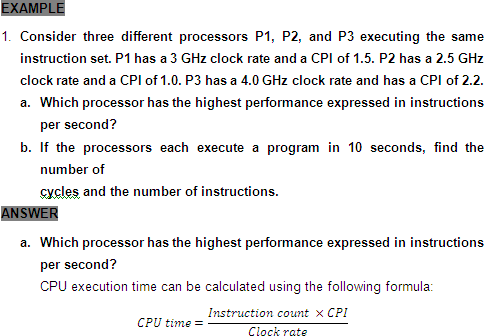 EXAMPLE
1. Consider three different processors P1, P2, and P3 executing the same
instruction set. P1 has a 3 GHz clock rate and a CPI of 1.5. P2 has a 2.5 GHz
clock rate and a CPI of 1.0. P3 has a 4.0 GHz clock rate and has a CPI of 2.2.
a. Which processor has the highest performance expressed in instructions
per second?
b. If the processors each execute a program in 10 seconds, find the
number of
cycles and the number of instructions.
ANSWER
a. Which processor has the highest performance expressed in instructions
per second?
CPU execution time can be calculated using the following formula:
CPU time = Instruction count × CPI
Clock rate